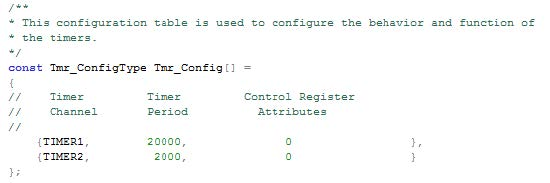 /**
* This configuration table is used to configure the behavior and function of
* the timers.
*/
const Tmr_ConfigType Tmr_Config[] =
{
// Timer Timer Control Register
// Channel Period Attributes
//
{TIMER1, 20000, 0 },
{TIMER2, 2000, 0 }
};